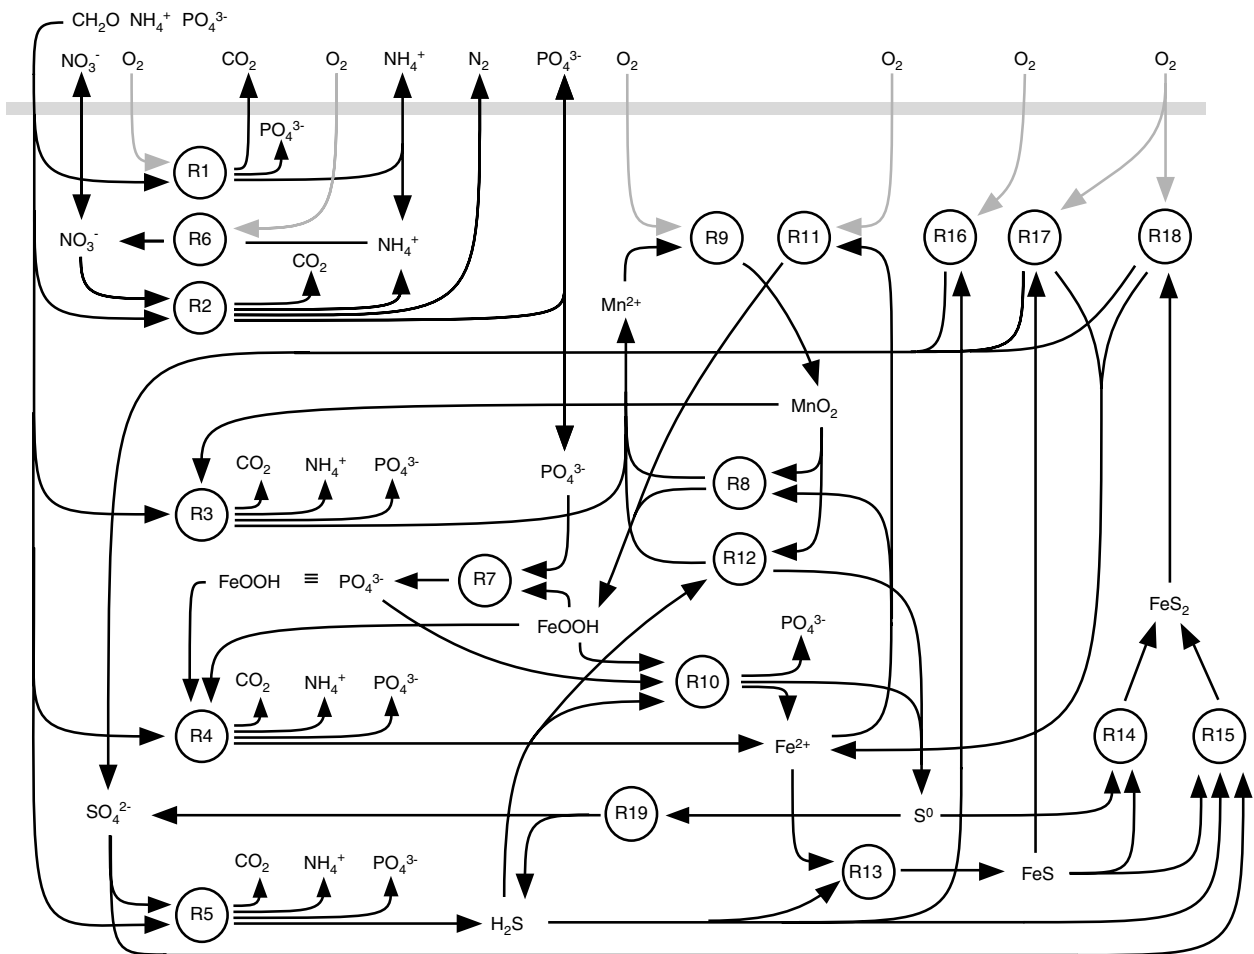 CH₂O NH₄⁺ PO₄³⁻
NO₃⁻ O₂ CO₂ O₂ NH₄⁺ N₂ PO₄³⁻ O₂ O₂ O₂ O₂
PO₄³⁻
R1
NO₃⁻ R6 NH₄⁺ R9 R11 R16 R17 R18
CO₂
R2 Mn²⁺
MnO₂
CO₂ NH₄⁺ PO₄³⁻ PO₄³⁻ R8
R3
R12
FeOOH ≡ PO₄³⁻ R7
FeS₂
FeOOH PO₄³⁻
CO₂ NH₄⁺ PO₄³⁻ R10
R4 Fe²⁺ R14 R15
SO₄²⁻ R19 S⁰
CO₂ NH₄⁺ PO₄³⁻ R13 FeS
R5 H₂S